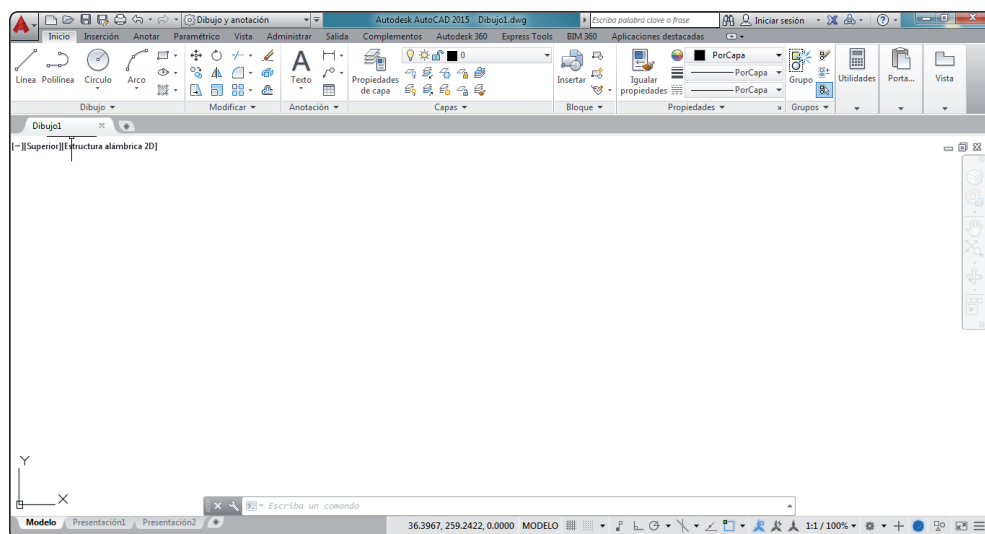 Dibujo y anotación Autodesk AutoCAD 2015 Dibujo1.dwg Escriba palabra clave o frase Iniciar sesión
Inicio Inserción Anotar Paramétrico Vista Administrar Salida Complementos Autodesk 360 Express Tools BIM 360 Aplicaciones destacadas
0 PorCapa
PorCapa
PorCapa
Línea Polilínea Círculo Arco Texto Propiedades de capa Insertar Igualar propiedades Grupo Utilidades Porta... Vista
Dibujo Modificar Anotación Capas Bloque Propiedades Grupos
Dibujo1
[−][Superior][Estructura alámbrica 2D]
Y
X
Escriba un comando
Modelo Presentación1 Presentación2 36.3967, 259.2422, 0.0000 MODELO 1:1 / 100%